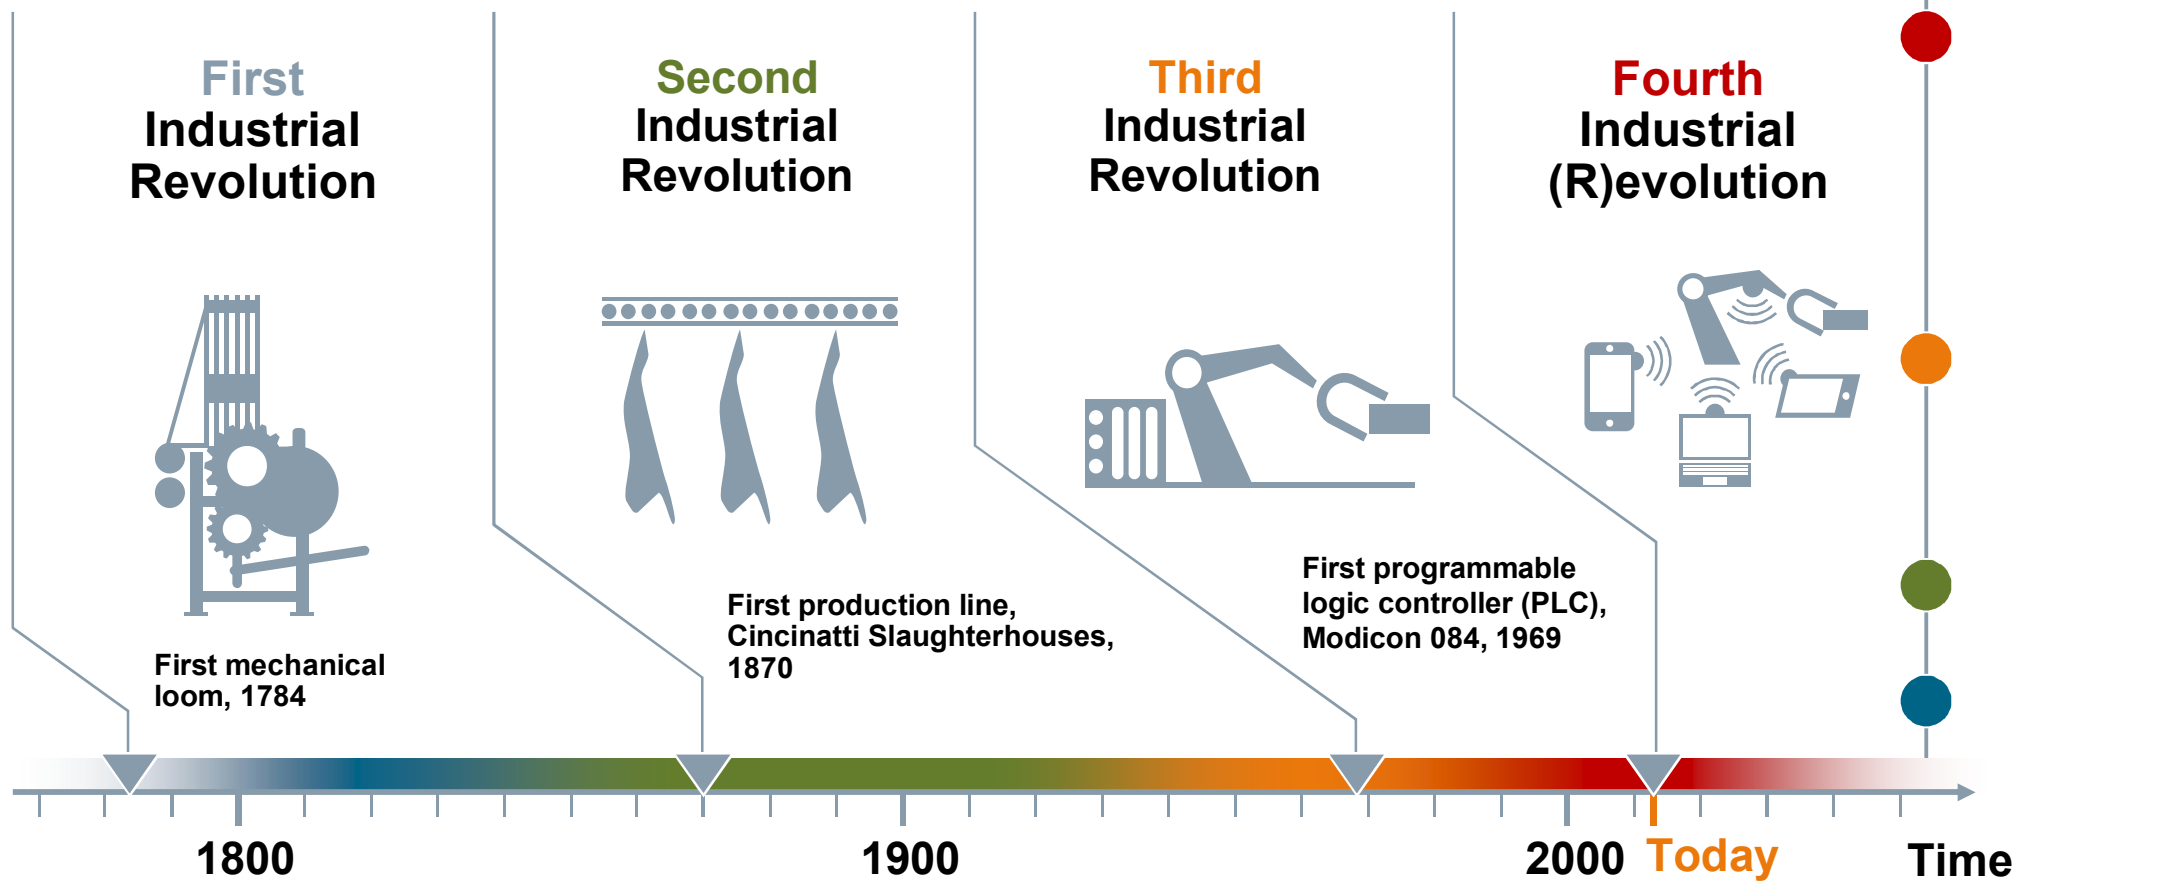 First
Industrial
Revolution
Second
Industrial
Revolution
Third
Industrial
Revolution
Fourth
Industrial
(R)evolution
First mechanical
loom, 1784
First production line,
Cincinatti Slaughterhouses,
1870
First programmable
logic controller (PLC),
Modicon 084, 1969
1800
1900
2000
Today
Time